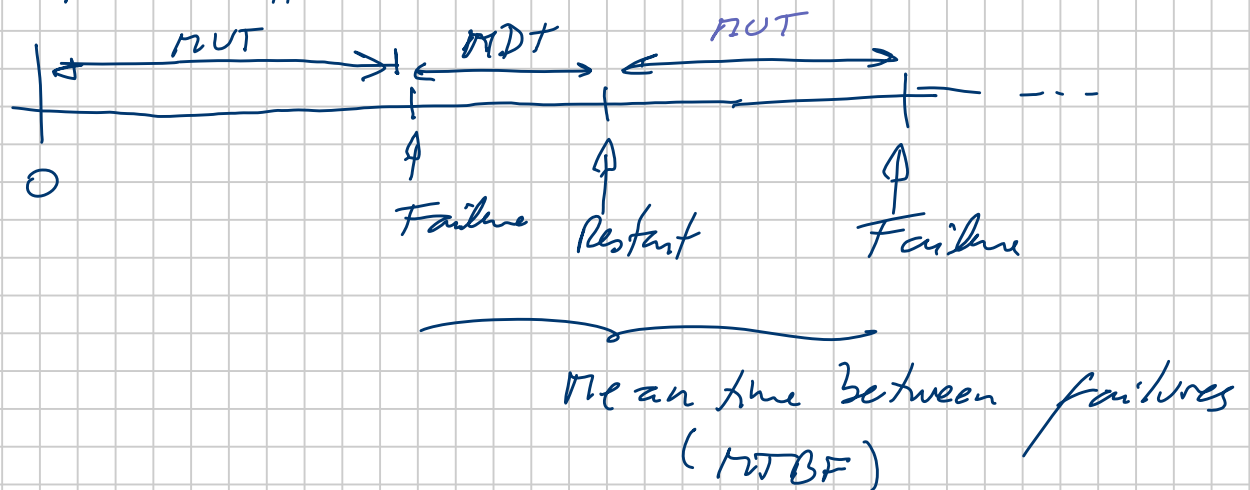 MUT MDT MUT
0
Failure Restart Failure
Mean time between failures
(MTBF)